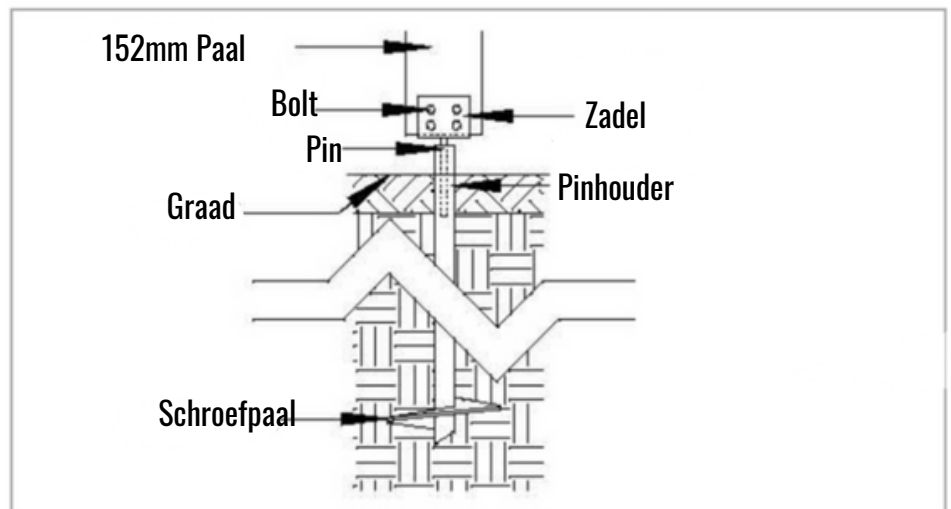 152mm Paal
Bolt
Zadel
Pin
Pinhouder
Graad
Schroefpaal